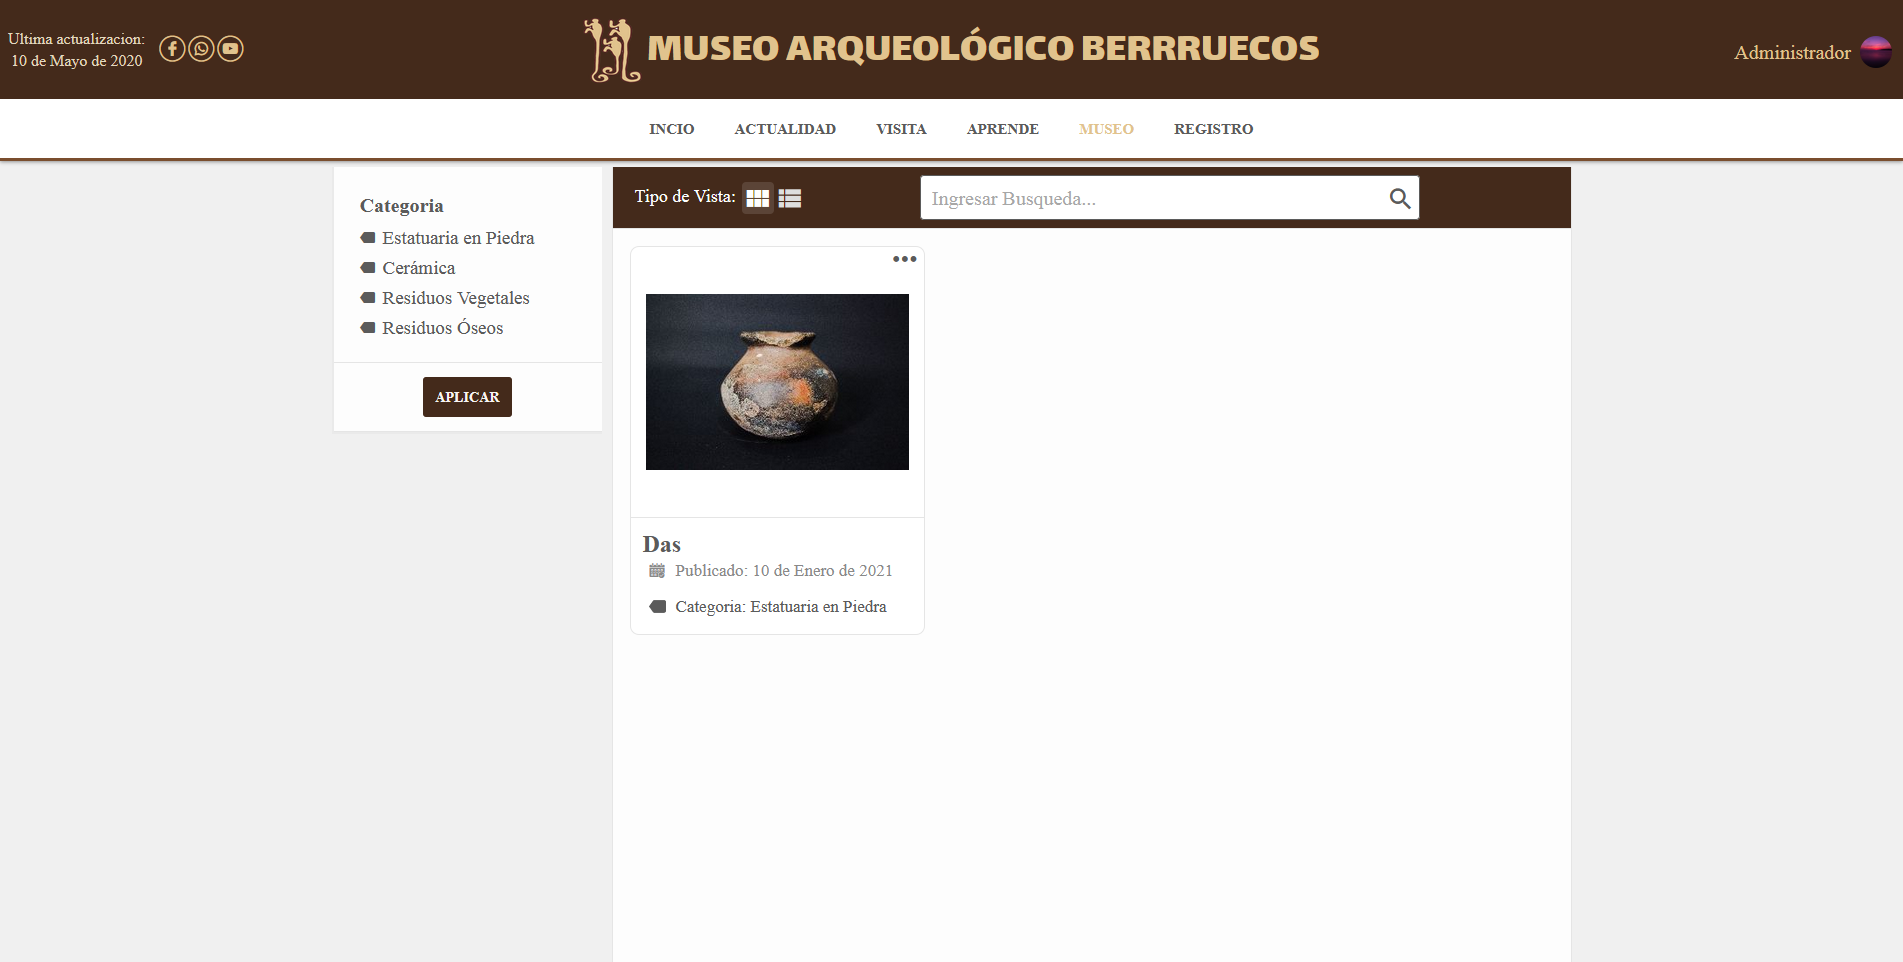 Ultima actualizacion:
10 de Mayo de 2020
MUSEO ARQUEOLÓGICO BERRRUECOS
Administrador
INCIO ACTUALIDAD VISITA APRENDE MUSEO REGISTRO
Categoria
Estatuaria en Piedra
Cerámica
Residuos Vegetales
Residuos Óseos
APLICAR
Tipo de Vista:
Ingresar Busqueda...
Das
Publicado: 10 de Enero de 2021
Categoria: Estatuaria en Piedra